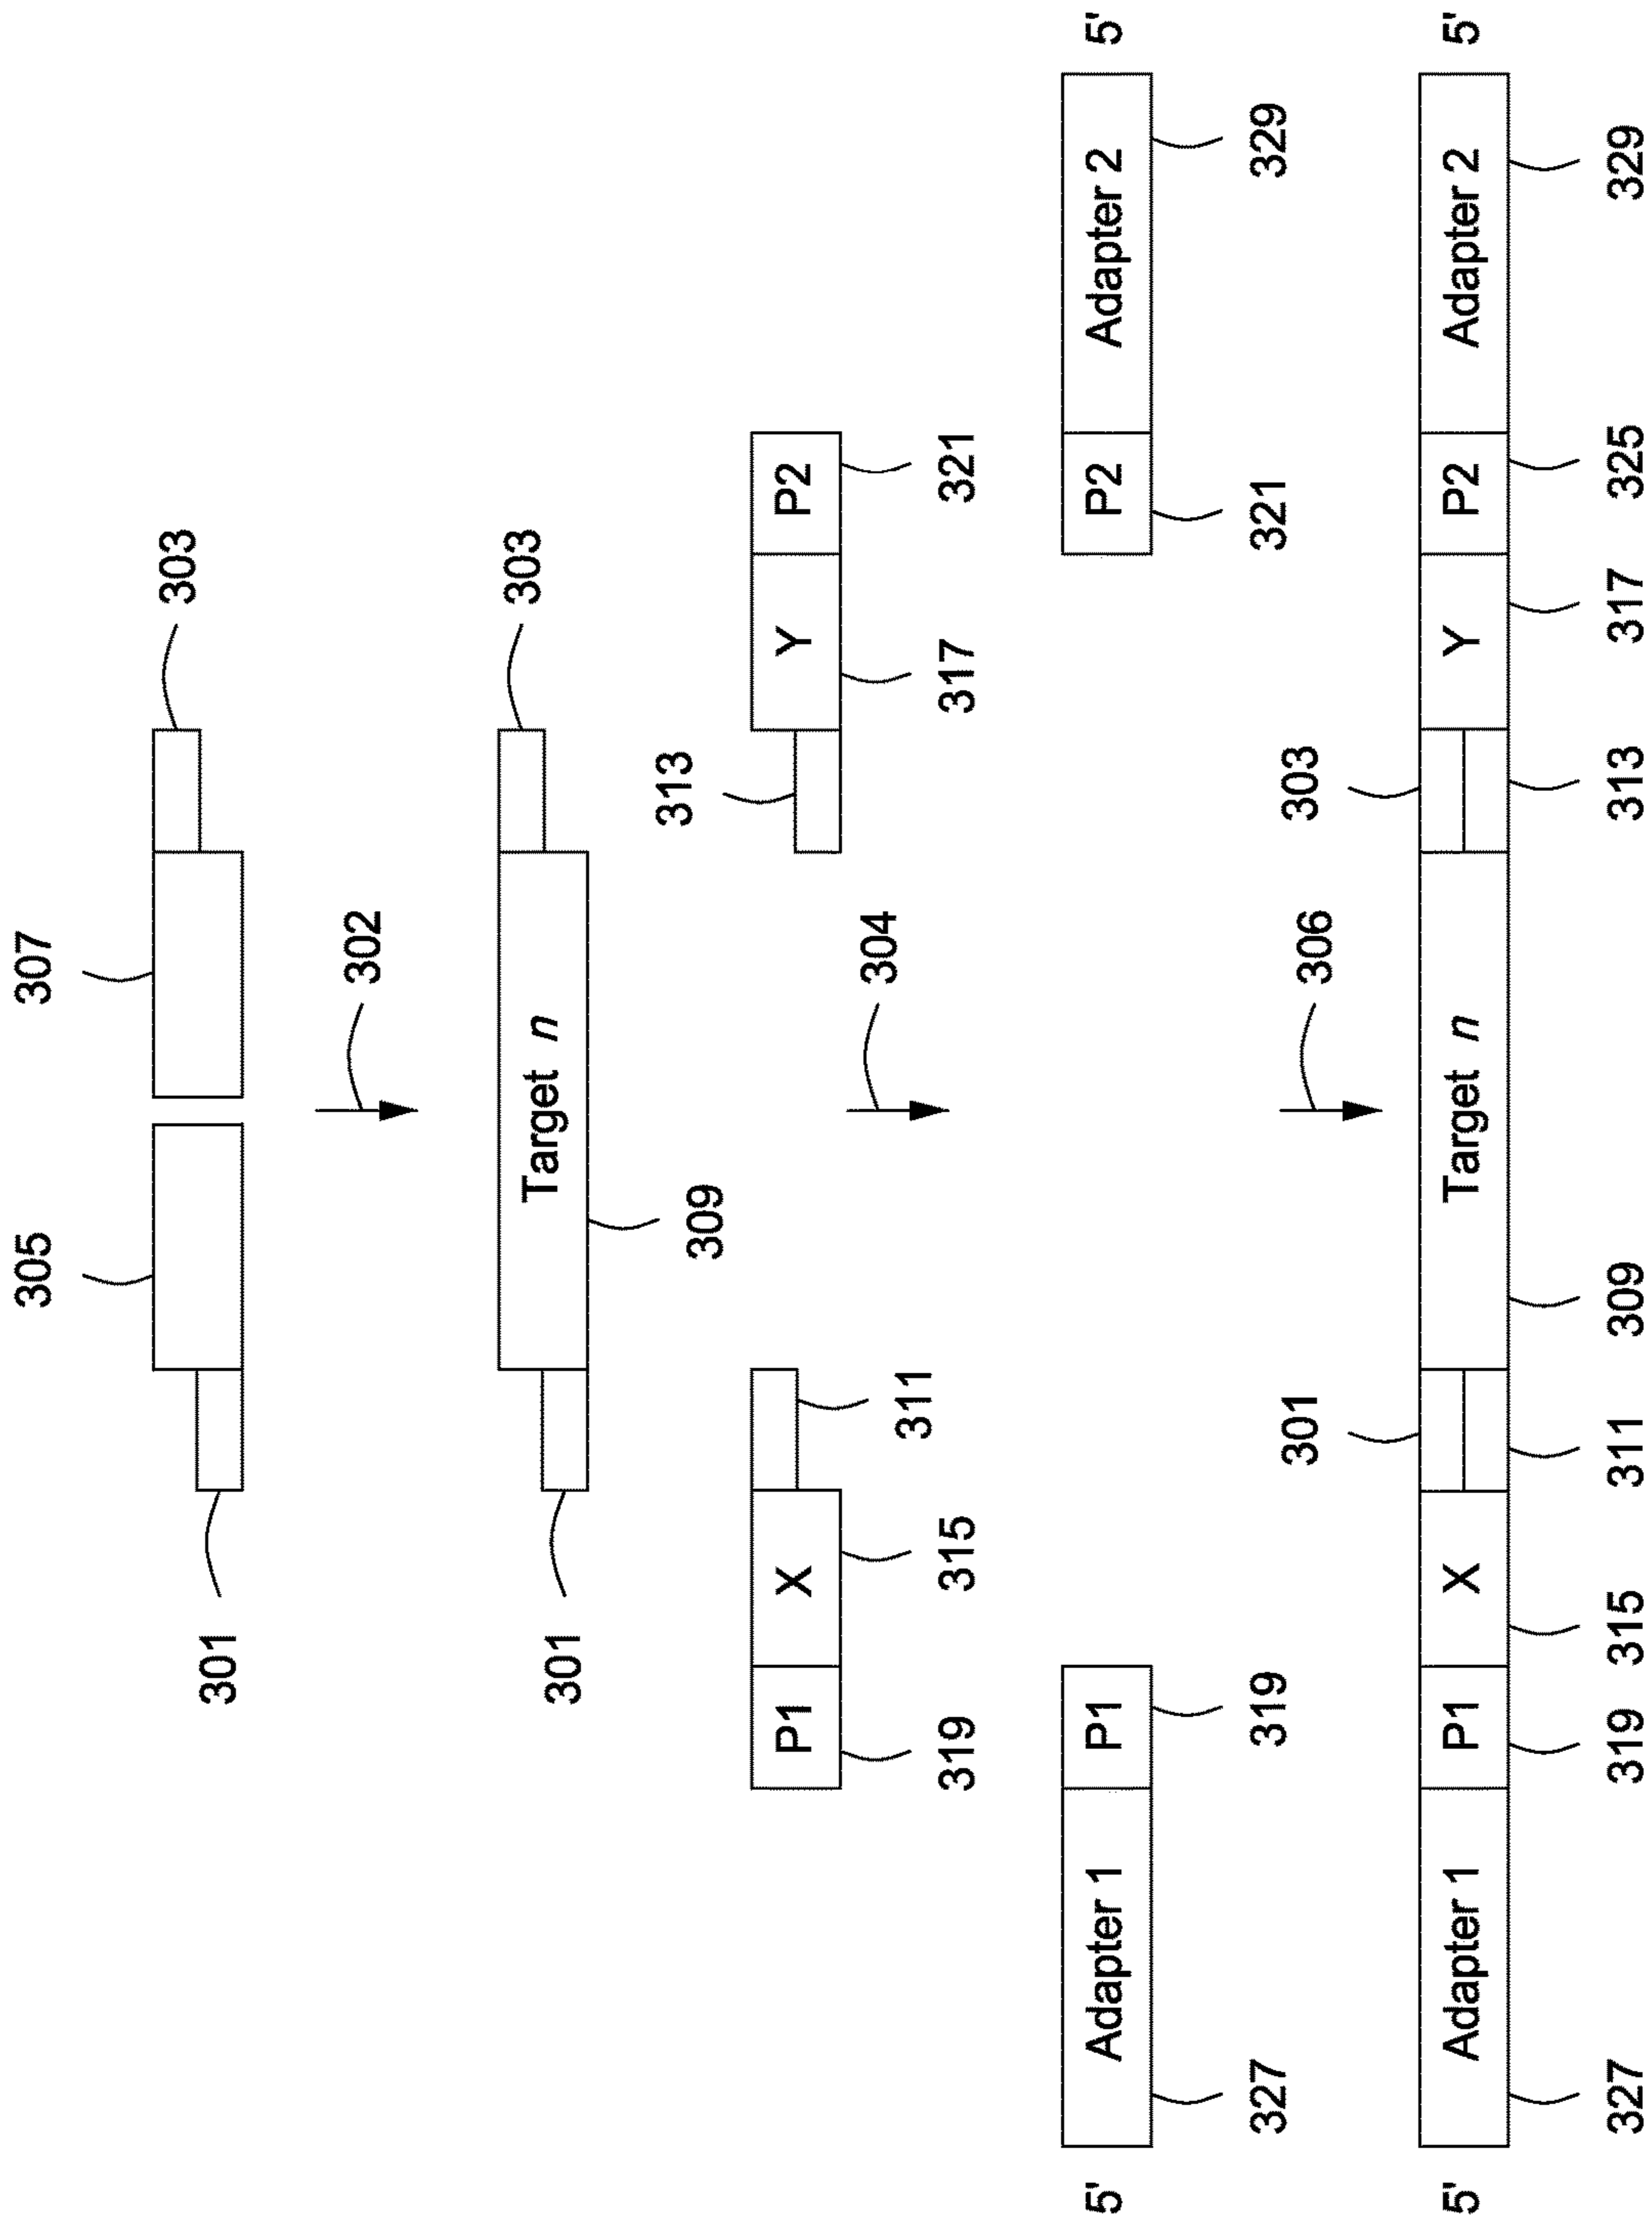 305 307
301 303
302
301 Target n 303
309 313
P1 X Y P2
304
311
319 315 317 321
5' Adapter 1 P1 P2 Adapter 2 5'
327 319 321 329
301 306 303
5' Adapter 1 P1 X Target n Y P2 Adapter 2 5'
327 319 315 311 309 313 317 325 329